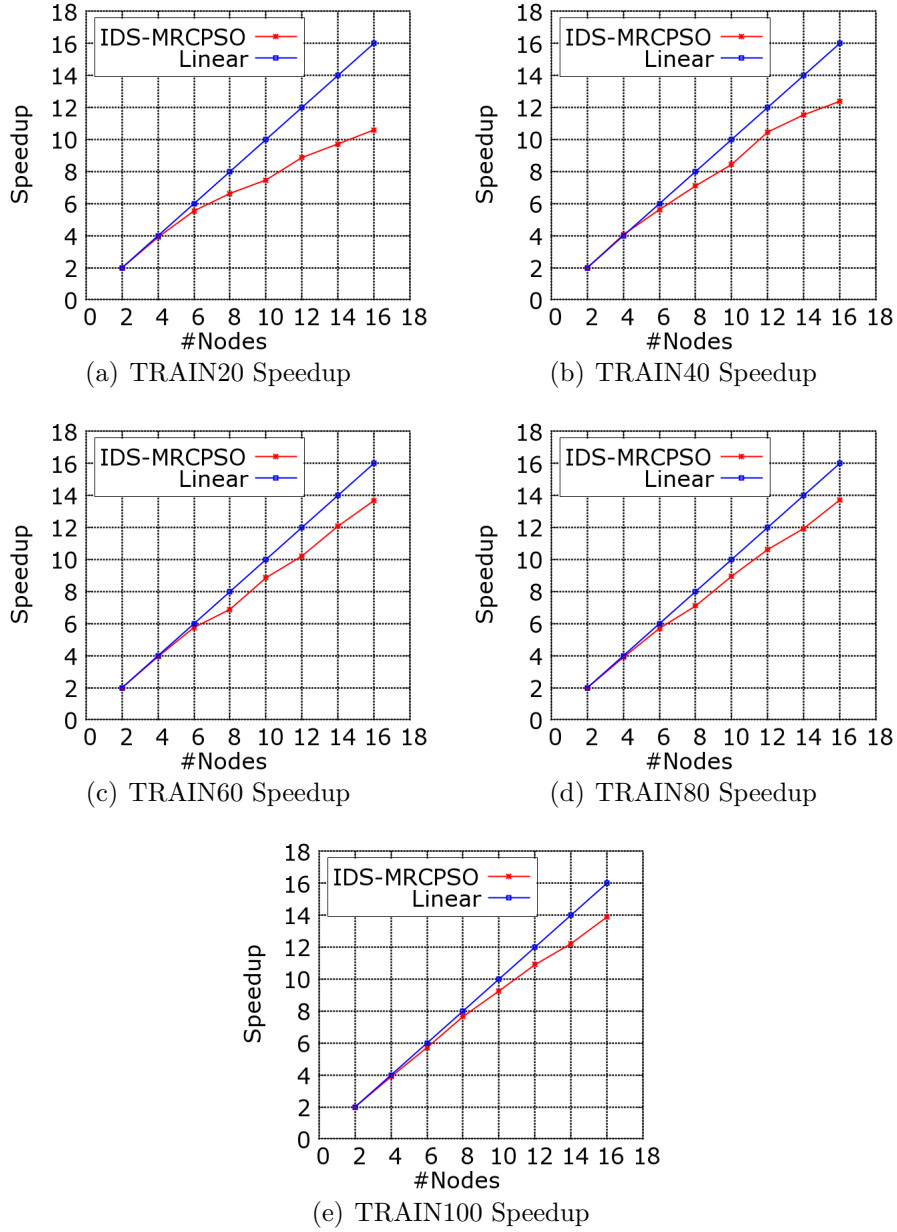 18
16
14
12
10
8
6
4
2
0
Speedup
IDS-MRCPSO
Linear
0 2 4 6 8 10 12 14 16 18
#Nodes
(a) TRAIN20 Speedup
18
16
14
12
10
8
6
4
2
0
Speedup
IDS-MRCPSO
Linear
0 2 4 6 8 10 12 14 16 18
#Nodes
(b) TRAIN40 Speedup
18
16
14
12
10
8
6
4
2
0
Speedup
IDS-MRCPSO
Linear
0 2 4 6 8 10 12 14 16 18
#Nodes
(c) TRAIN60 Speedup
18
16
14
12
10
8
6
4
2
0
Speedup
IDS-MRCPSO
Linear
0 2 4 6 8 10 12 14 16 18
#Nodes
(d) TRAIN80 Speedup
18
16
14
12
10
8
6
4
2
0
Speedup
IDS-MRCPSO
Linear
0 2 4 6 8 10 12 14 16 18
#Nodes
(e) TRAIN100 Speedup